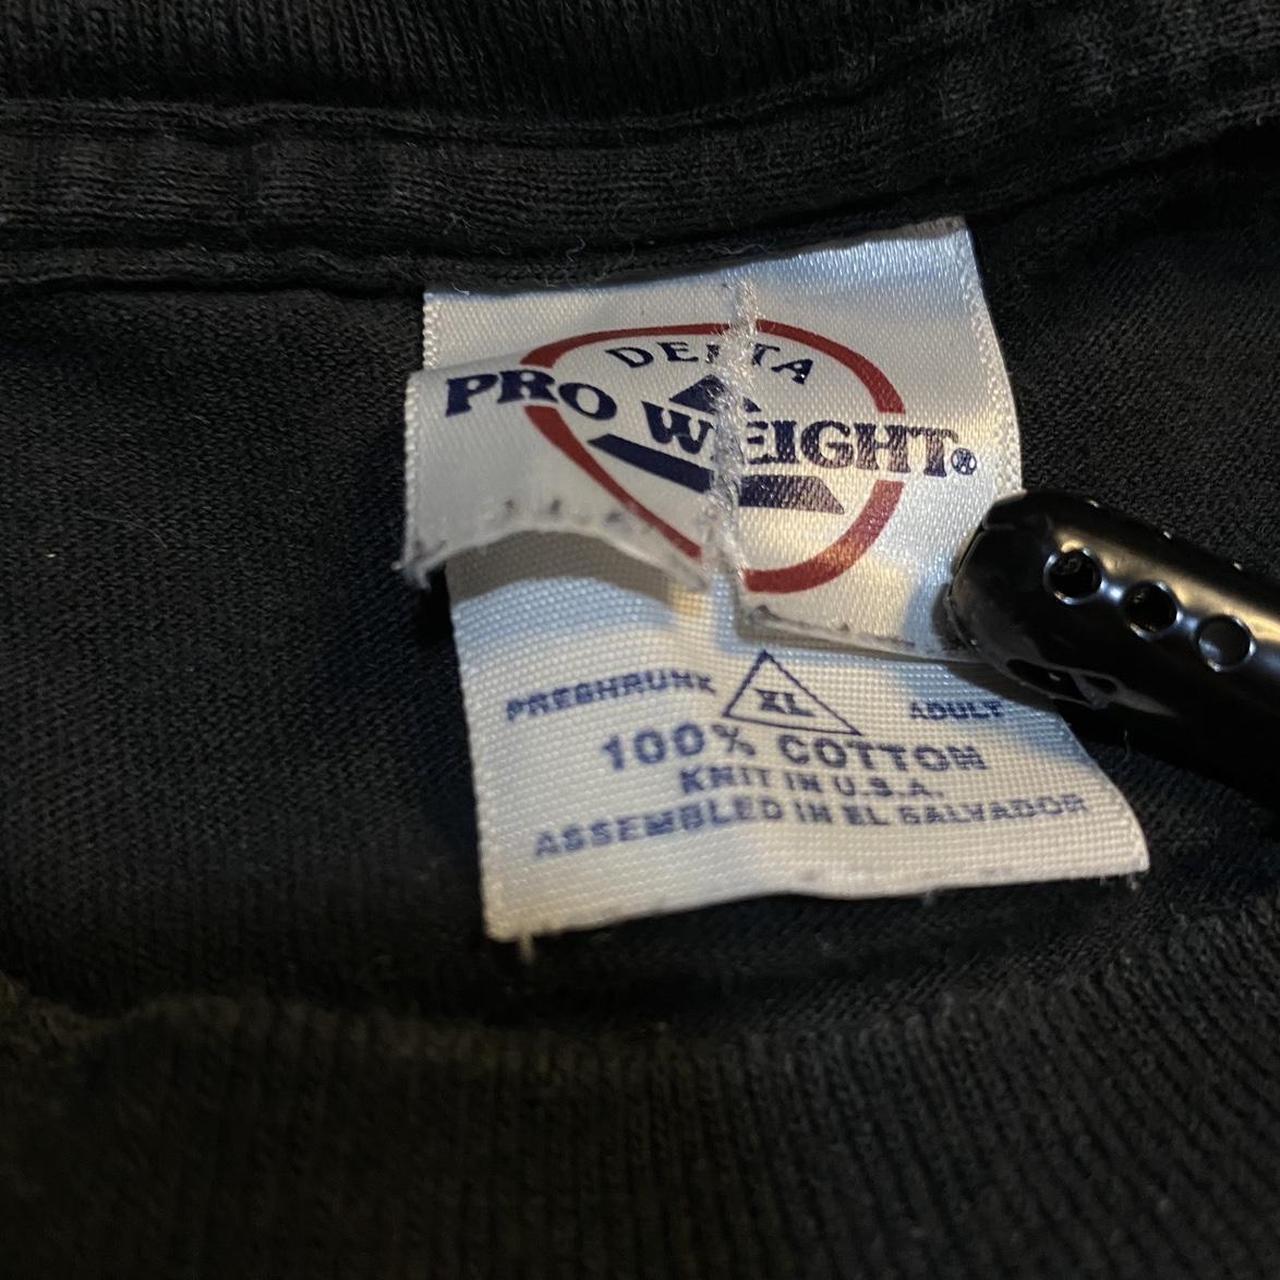 DELTA
PRO WEIGHT®
PRESHRUNK XL ADULT
100% COTTON
KNIT IN U.S.A.
ASSEMBLED IN EL SALVADOR